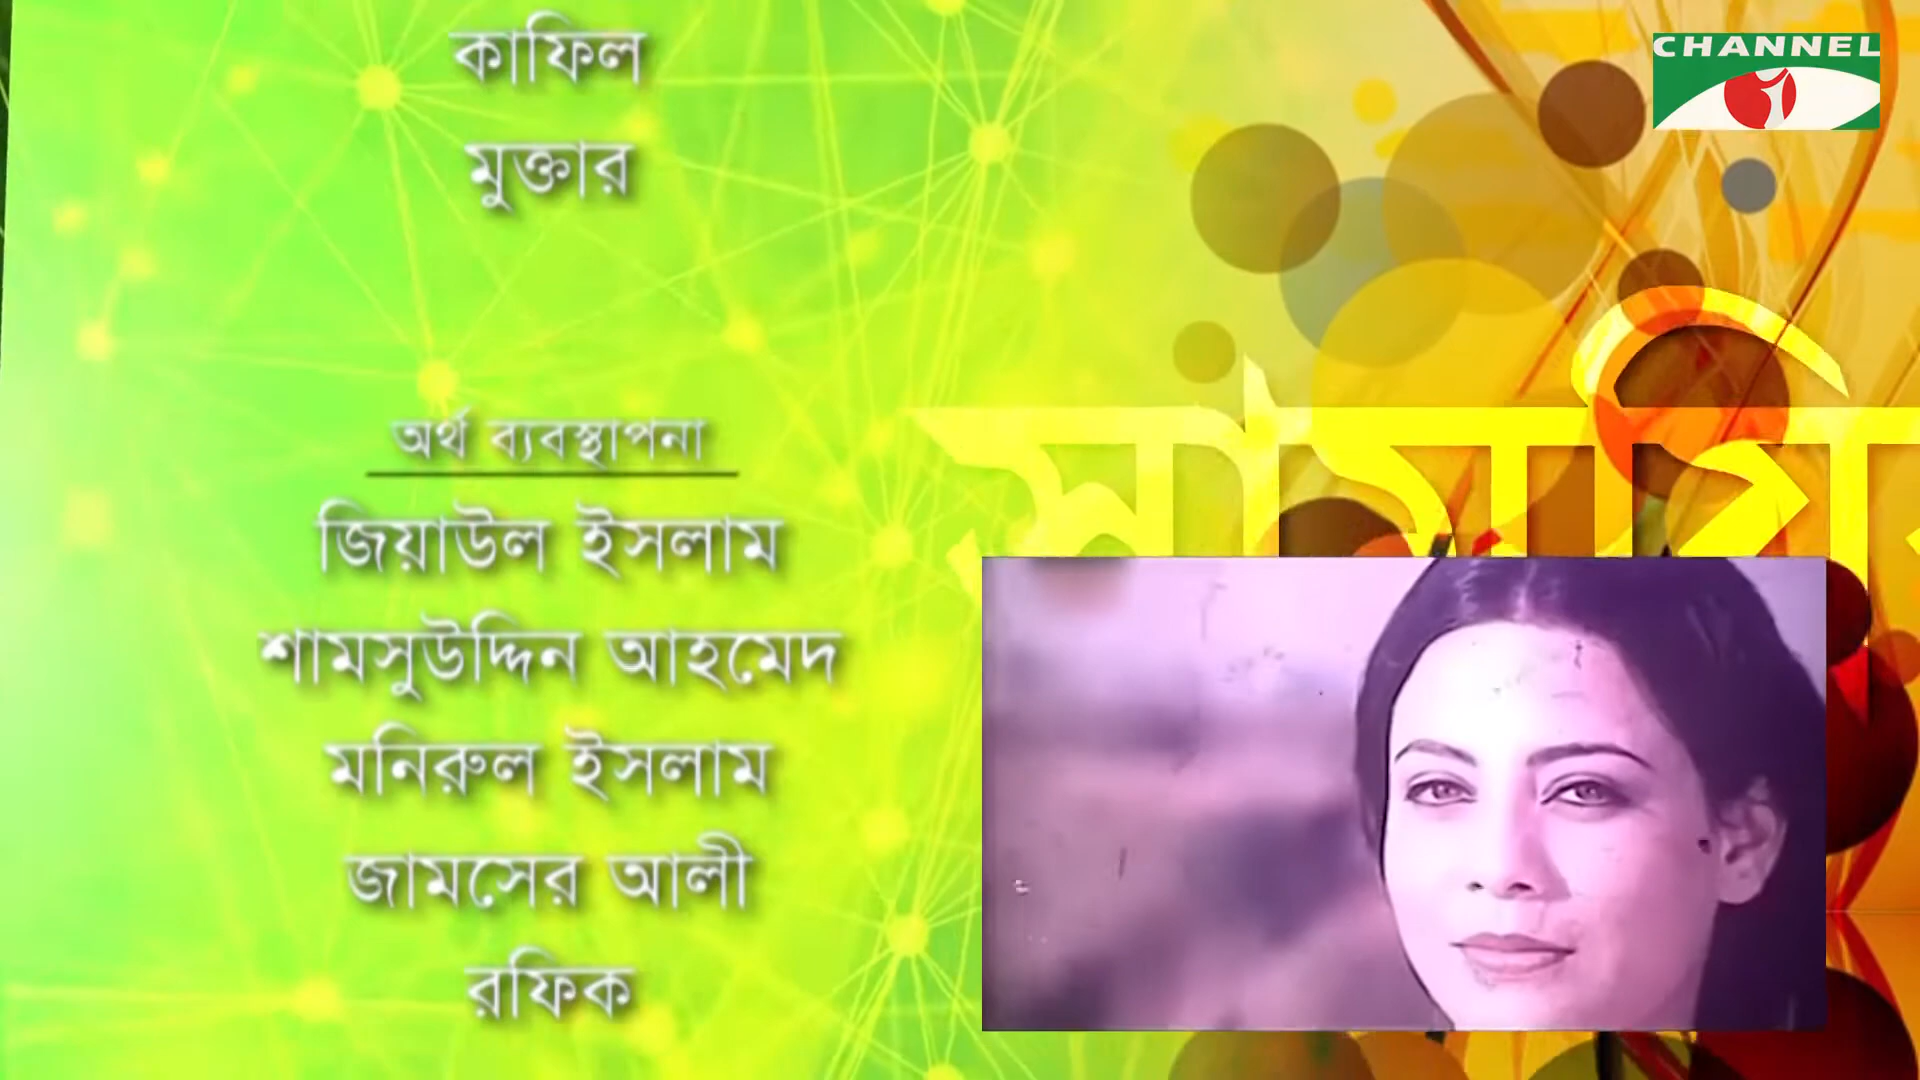 কাফিল
মুক্তার
CHANNEL
অর্থ ব্যবস্থাপনা
জিয়াউল ইসলাম
শামসুউদ্দিন আহমেদ
মনিরুল ইসলাম
জামসের আলী
রফিক